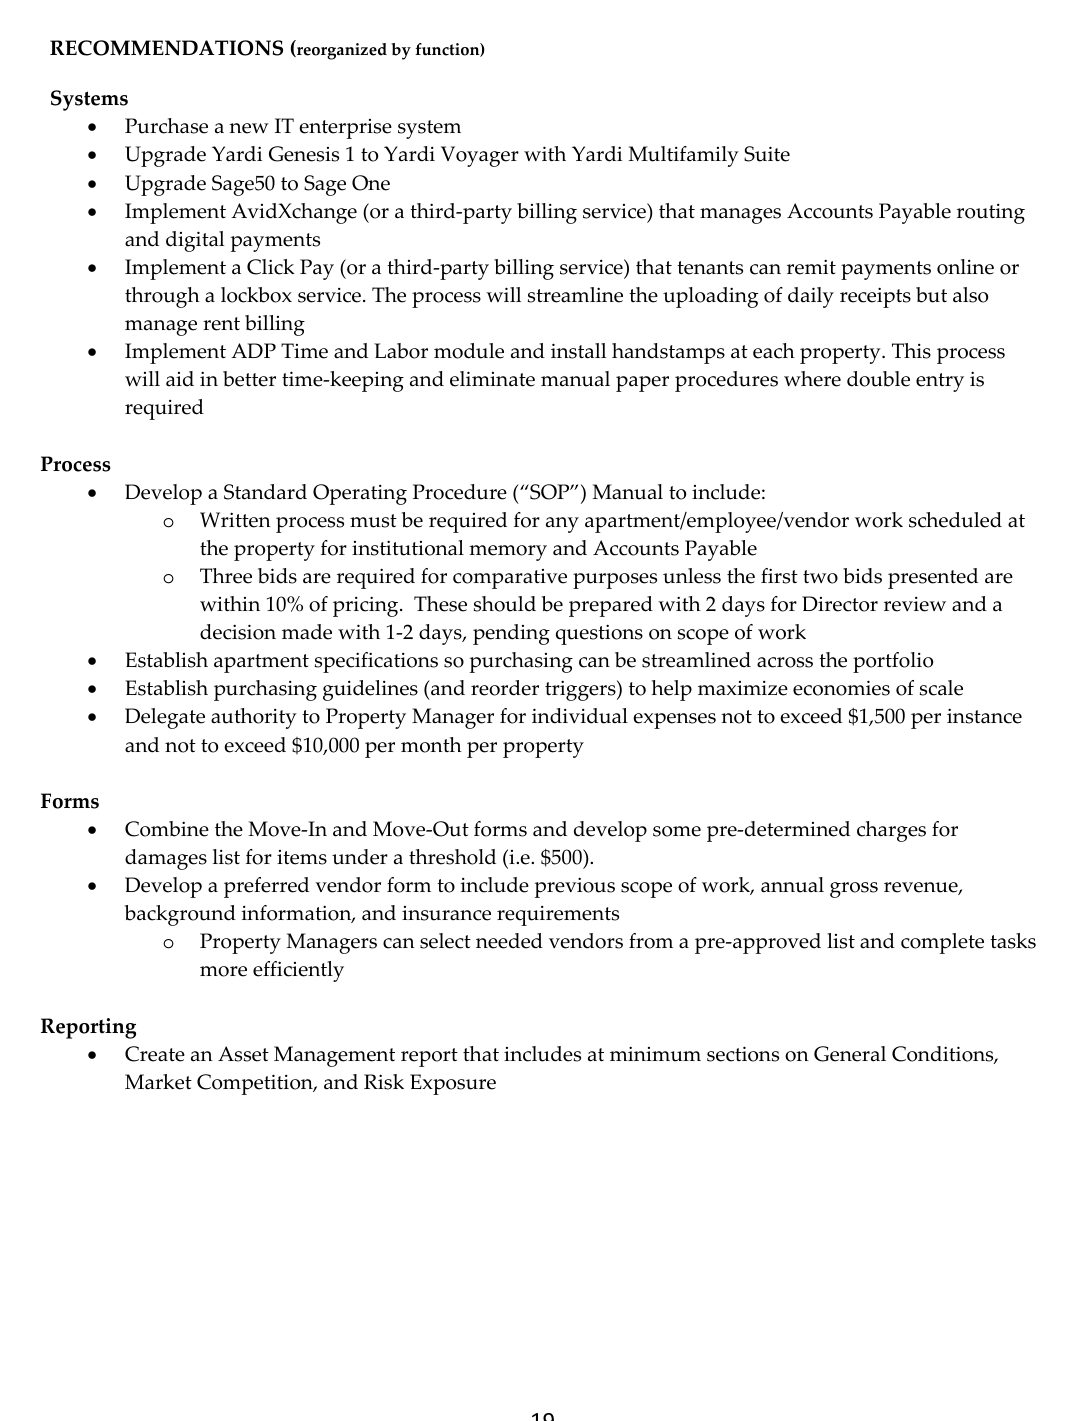 RECOMMENDATIONS (reorganized by function)
Systems
• Purchase a new IT enterprise system
• Upgrade Yardi Genesis 1 to Yardi Voyager with Yardi Multifamily Suite
• Upgrade Sage50 to Sage One
• Implement AvidXchange (or a third-party billing service) that manages Accounts Payable routing
and digital payments
• Implement a Click Pay (or a third-party billing service) that tenants can remit payments online or
through a lockbox service. The process will streamline the uploading of daily receipts but also
manage rent billing
• Implement ADP Time and Labor module and install handstamps at each property. This process
will aid in better time-keeping and eliminate manual paper procedures where double entry is
required
Process
• Develop a Standard Operating Procedure (“SOP”) Manual to include:
o Written process must be required for any apartment/employee/vendor work scheduled at
the property for institutional memory and Accounts Payable
o Three bids are required for comparative purposes unless the first two bids presented are
within 10% of pricing.  These should be prepared with 2 days for Director review and a
decision made with 1-2 days, pending questions on scope of work
• Establish apartment specifications so purchasing can be streamlined across the portfolio
• Establish purchasing guidelines (and reorder triggers) to help maximize economies of scale
• Delegate authority to Property Manager for individual expenses not to exceed $1,500 per instance
and not to exceed $10,000 per month per property
Forms
• Combine the Move-In and Move-Out forms and develop some pre-determined charges for
damages list for items under a threshold (i.e. $500).
• Develop a preferred vendor form to include previous scope of work, annual gross revenue,
background information, and insurance requirements
o Property Managers can select needed vendors from a pre-approved list and complete tasks
more efficiently
Reporting
• Create an Asset Management report that includes at minimum sections on General Conditions,
Market Competition, and Risk Exposure
19